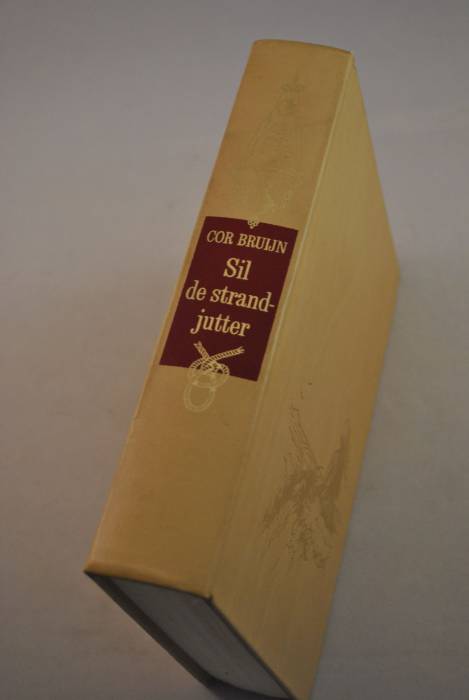 COR BRUIJN
Sil
de strand-
jutter